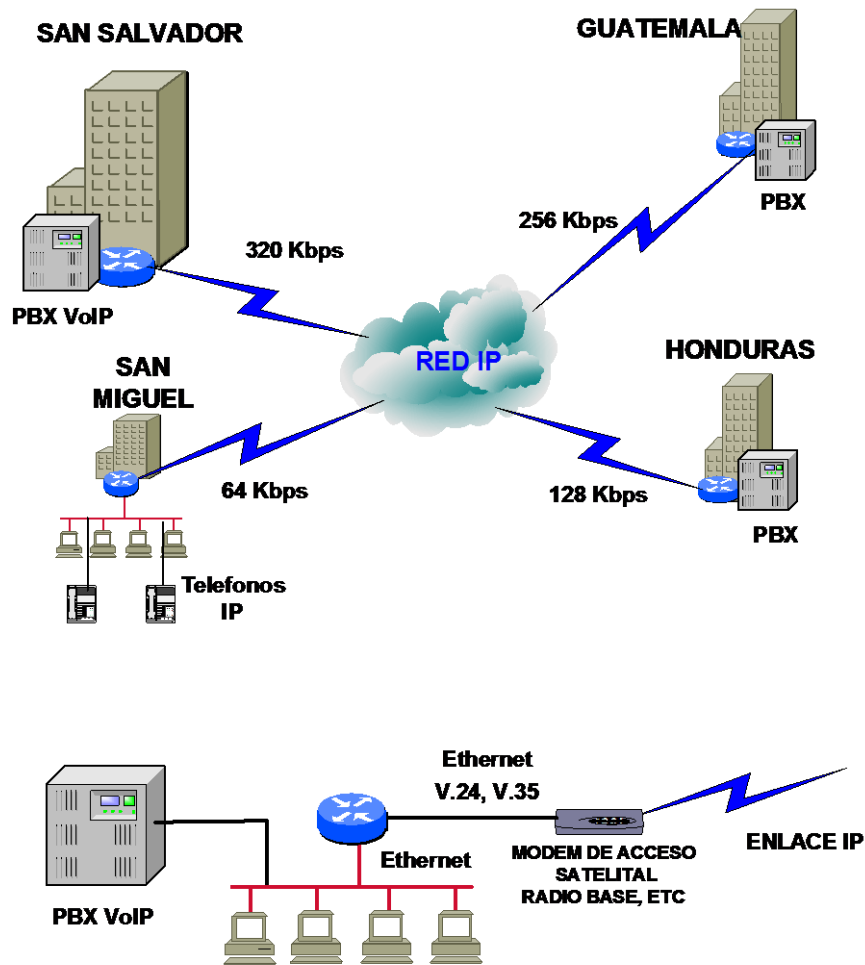 SAN SALVADOR
GUATEMALA
PBX
256 Kbps
320 Kbps
PBX VoIP
RED IP
SAN
MIGUEL
HONDURAS
64 Kbps
128 Kbps
PBX
Telefonos
IP
Ethernet
V.24, V.35
ENLACE IP
Ethernet
MODEM DE ACCESO
SATELITAL
RADIO BASE, ETC
PBX VoIP